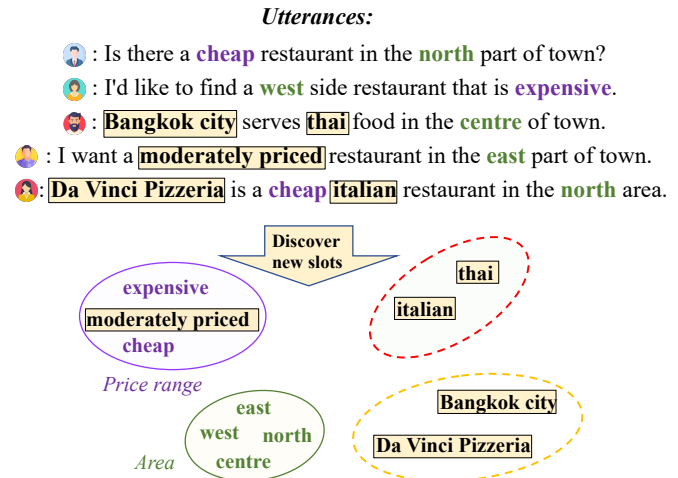 Utterances:
: Is there a cheap restaurant in the north part of town?
: I'd like to find a west side restaurant that is expensive.
: Bangkok city serves thai food in the centre of town.
: I want a moderately priced restaurant in the east part of town.
: Da Vinci Pizzeria is a cheap italian restaurant in the north area.
Discover
new slots
expensive
moderately priced
cheap
Price range
thai
italian
east
west north
centre
Area
Bangkok city
Da Vinci Pizzeria